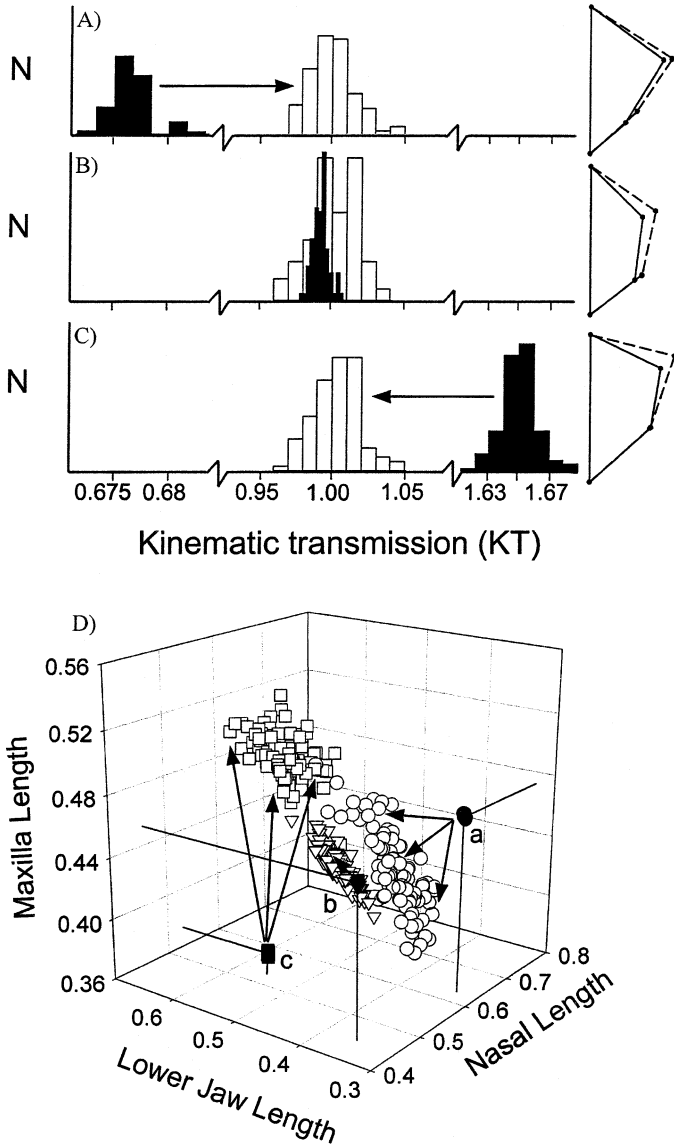 A)
N
B)
N
C)
N
0.675 0.68 0.95 1.00 1.05 1.63 1.67
Kinematic transmission (KT)
D)
0.56
0.52
0.48
0.44
0.40
0.36
Maxilla Length
a
b
c
0.6
0.5
0.4
0.3
Lower Jaw Length
0.4
0.5
0.6
0.7
0.8
Nasal Length